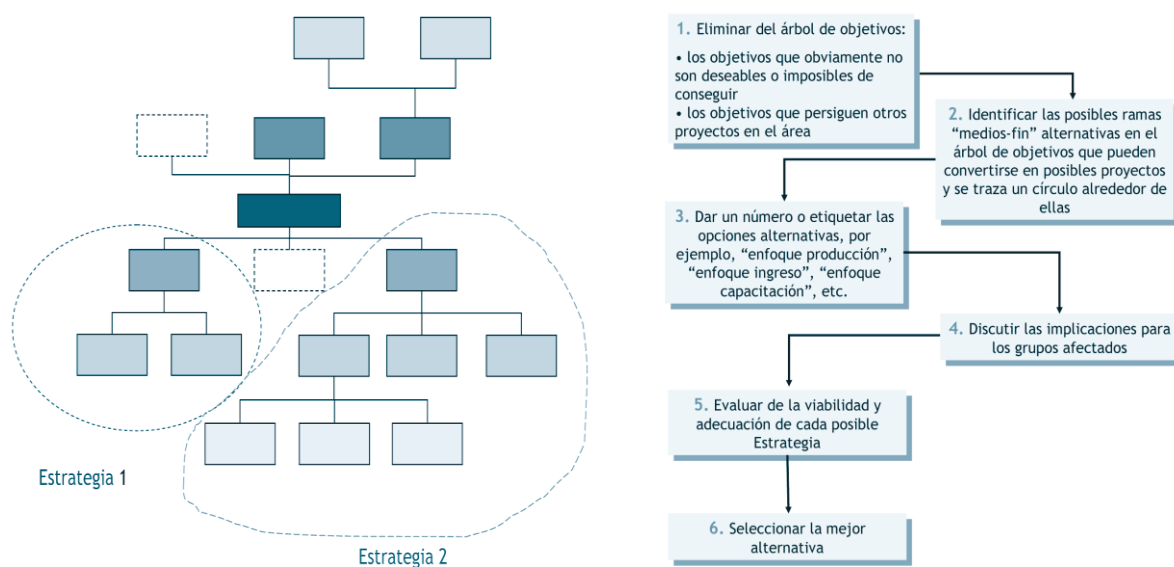 Estrategia 1
Estrategia 2
1. Eliminar del árbol de objetivos:
• los objetivos que obviamente no
son deseables o imposibles de
conseguir
• los objetivos que persiguen otros
proyectos en el área
2. Identificar las posibles ramas
“medios-fin” alternativas en el
árbol de objetivos que pueden
convertirse en posibles proyectos
y se traza un círculo alrededor de
ellas
3. Dar un número o etiquetar las
opciones alternativas, por
ejemplo, “enfoque producción”,
“enfoque ingreso”, “enfoque
capacitación”, etc.
4. Discutir las implicaciones para
los grupos afectados
5. Evaluar de la viabilidad y
adecuación de cada posible
Estrategia
6. Seleccionar la mejor
alternativa